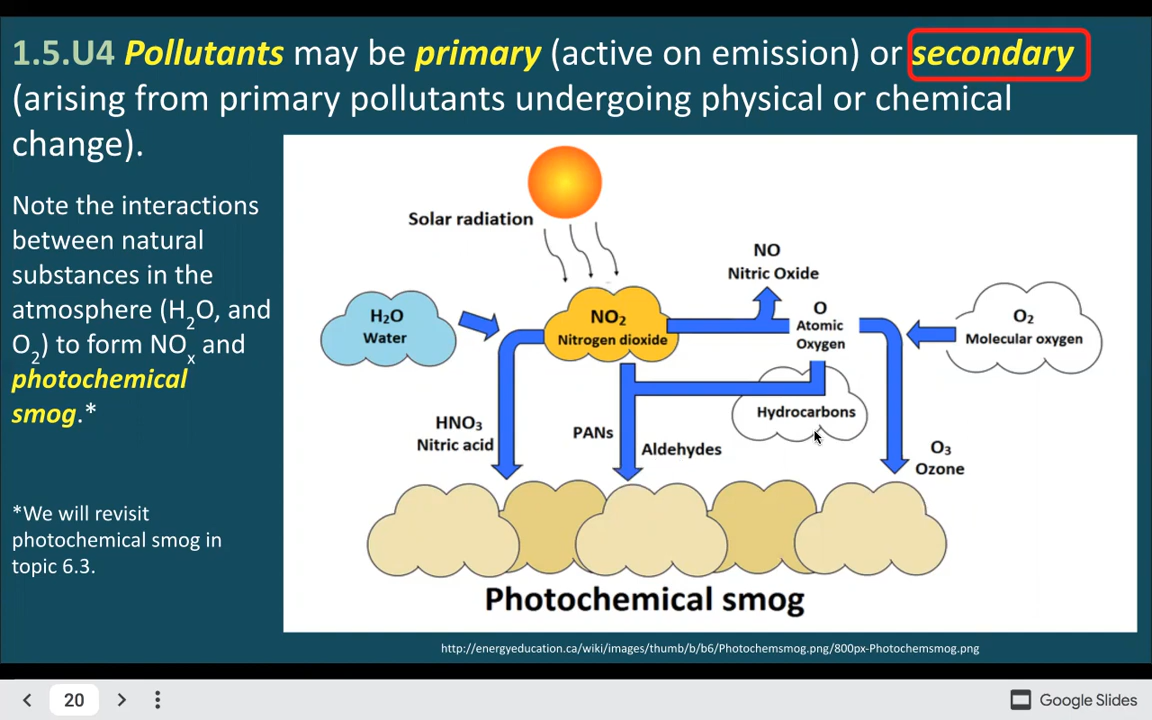 1.5.U4 Pollutants may be primary (active on emission) or secondary
(arising from primary pollutants undergoing physical or chemical
change).
Note the interactions
between natural
substances in the
atmosphere (H₂O, and
O₂) to form NOₓ and
photochemical
smog.*
*We will revisit
photochemical smog in
topic 6.3.
Solar radiation
NO
Nitric Oxide
H₂O
Water
NO₂
Nitrogen dioxide
O
Atomic
Oxygen
O₂
Molecular oxygen
Hydrocarbons
HNO₃
Nitric acid
PANs
Aldehydes
O₃
Ozone
Photochemical smog
http://energyeducation.ca/wiki/images/thumb/b/b6/Photochemsmog.png/800px-Photochemsmog.png
20
Google Slides